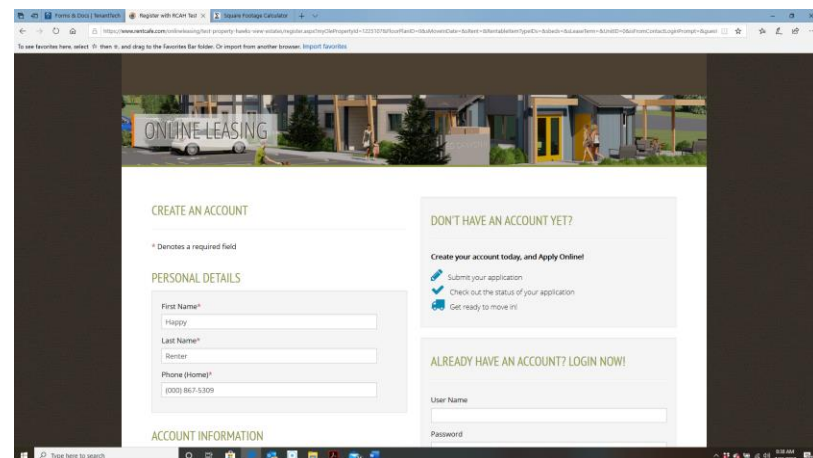 Forms & Docs | TenantTech
Register with RCAH Test
Square Footage Calculator
To see favorites here, select ☆ then ☆, and drag to the Favorites Bar folder. Or import from another browser. Import favorites
ONLINE LEASING
CREATE AN ACCOUNT
* Denotes a required field
PERSONAL DETAILS
First Name*
Happy
Last Name*
Renter
Phone (Home)*
(000) 867-5309
ACCOUNT INFORMATION
DON'T HAVE AN ACCOUNT YET?
Create your account today, and Apply Online!
Submit your application
Check out the status of your application
Get ready to move in!
ALREADY HAVE AN ACCOUNT? LOGIN NOW!
User Name
Password
Type here to search
8:38 AM